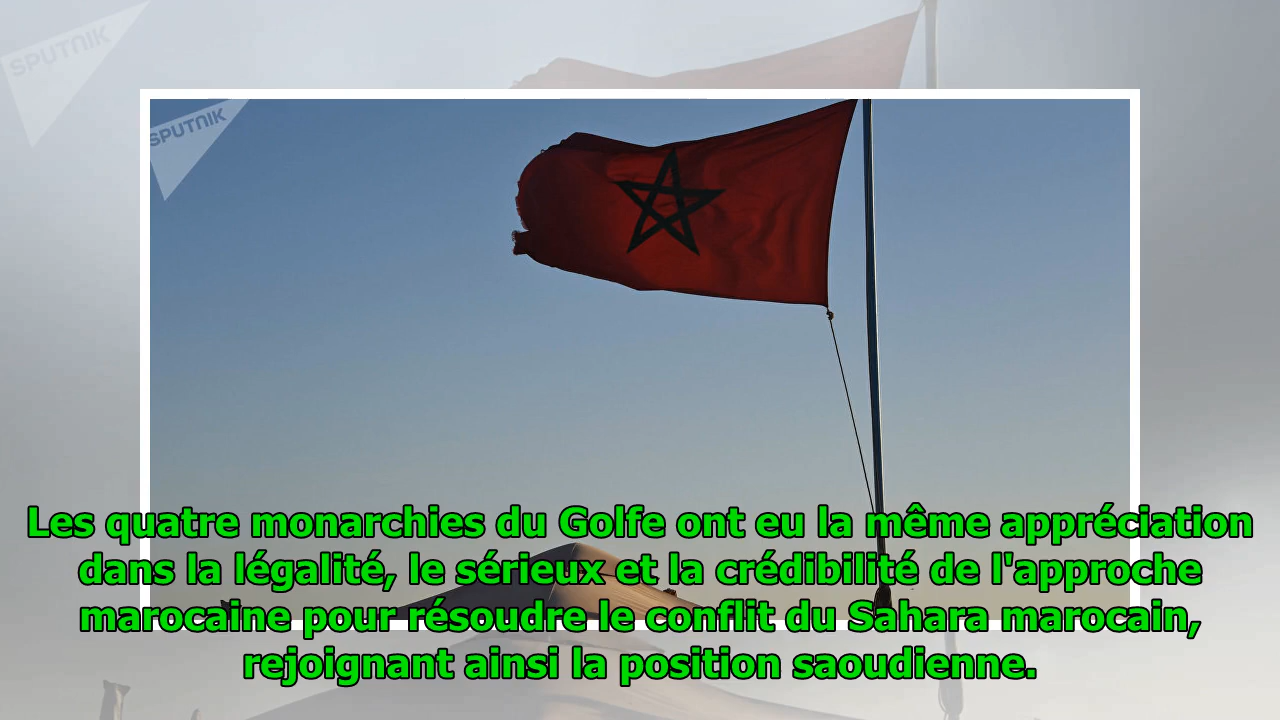 SPUTNIK
SPUTNIK
Les quatre monarchies du Golfe ont eu la même appréciation
dans la légalité, le sérieux et la crédibilité de l'approche
marocaine pour résoudre le conflit du Sahara marocain,
rejoignant ainsi la position saoudienne.